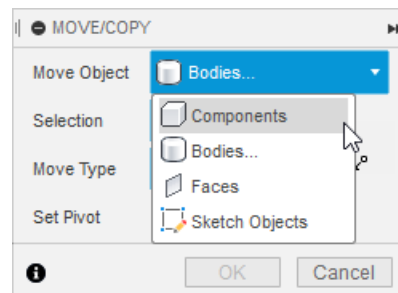 MOVE/COPY
Move Object Bodies...
Components
Selection
Bodies...
Move Type
Faces
Set Pivot
Sketch Objects
OK Cancel